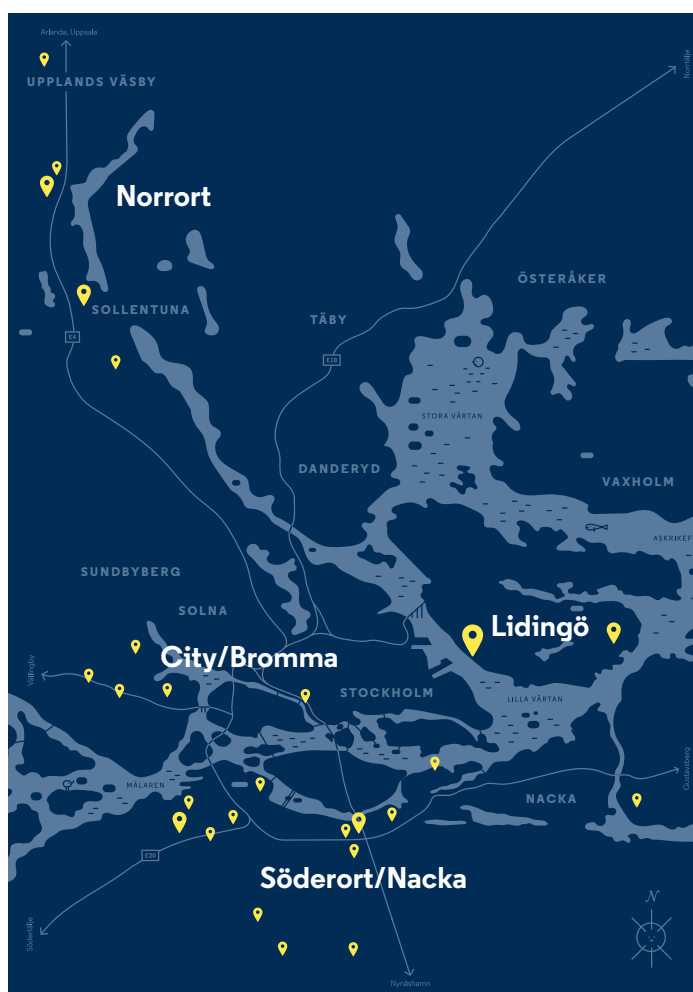 Arlanda, Uppsala
Norrtälje
UPPLANDS VÄSBY
Norrort
ÖSTERÅKER
SOLLENTUNA
TÄBY
E4
E18
STORA VÄRTAN
DANDERYD
VAXHOLM
ASKRIKEF
SUNDBYBERG
SOLNA
Lidingö
City/Bromma
Vällingby
STOCKHOLM
LILLA VÄRTAN
Gustavsberg
MÄLAREN
NACKA
E20
Söderort/Nacka
N
Södertälje
Nynäshamn